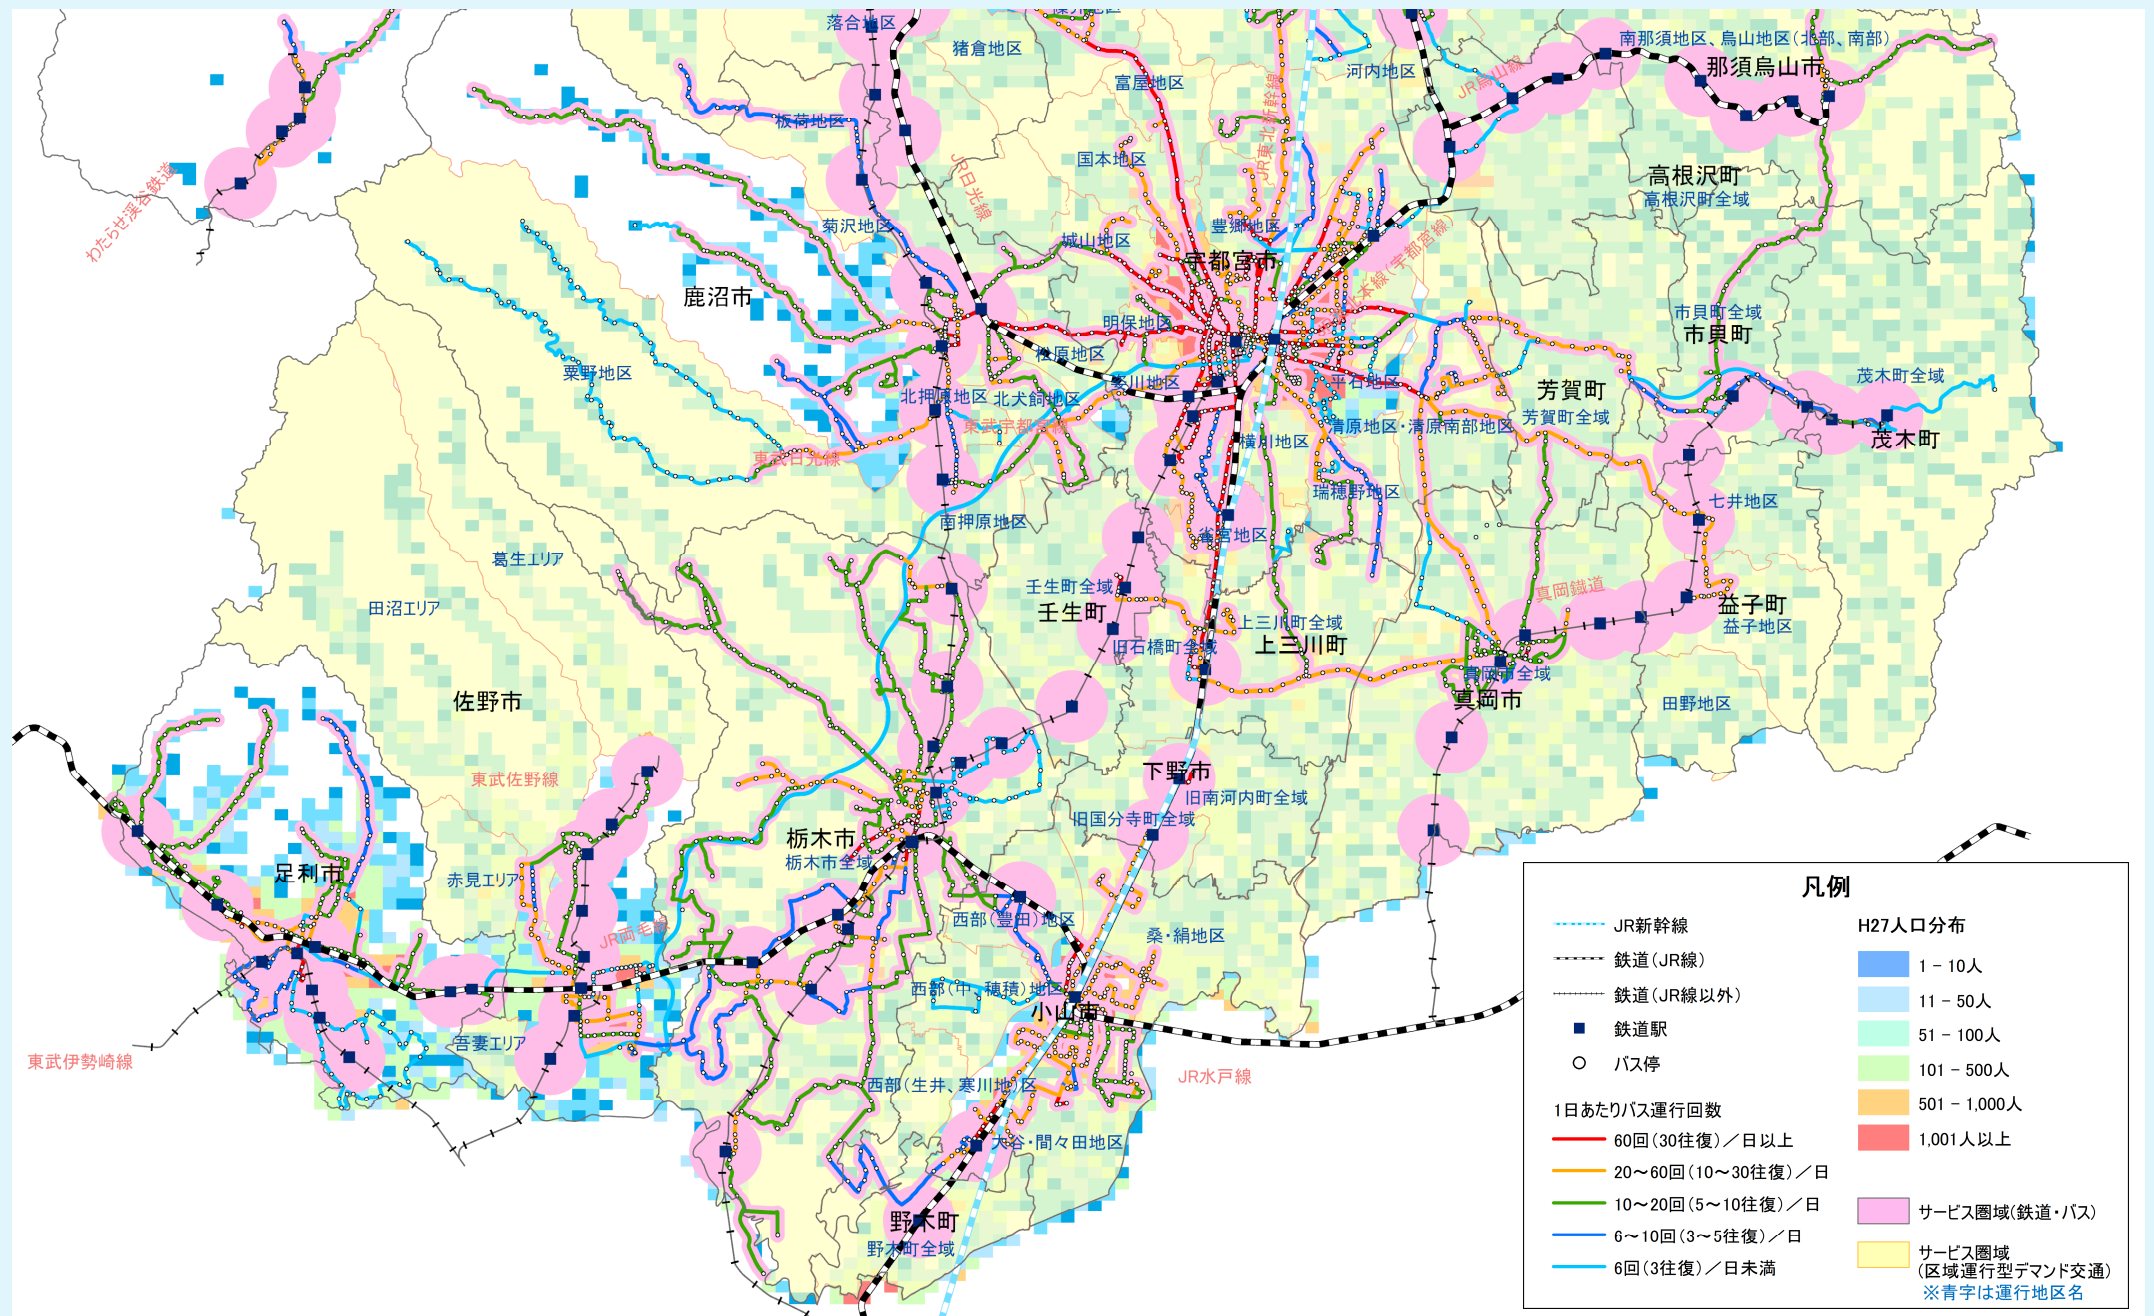 落合地区
猪倉地区
富屋地区
河内地区
南那須地区、烏山地区（北部、南部）
那須烏山市
JR烏山線
板荷地区
国本地区
JR東北新幹線
高根沢町
高根沢町全域
わたらせ渓谷鉄道
JR日光線
菊沢地区
城山地区
豊郷地区
宇都宮市
鹿沼市
明保地区
市貝町全域
市貝町
粟野地区
姿川地区
平石地区
芳賀町
芳賀町全域
茂木町全域
茂木町
北押原地区
北犬飼地区
東武宇都宮線
清原地区・清原南部地区
横川地区
東武日光線
瑞穂野地区
七井地区
南押原地区
雀宮地区
葛生エリア
田沼エリア
壬生町全域
壬生町
真岡鐵道
益子町
益子地区
上三川町全域
上三川町
旧石橋町全域
真岡市全域
真岡市
田野地区
佐野市
東武佐野線
下野市
旧南河内町全域
旧国分寺町全域
栃木市
栃木市全域
足利市
赤見エリア
JR両毛線
西部（豊田）地区
桑・絹地区
西部（中、穂積）地区
小山市
吾妻エリア
東武伊勢崎線
JR水戸線
西部（生井、寒川地）区
大谷・間々田地区
野木町
野木町全域
凡例
JR新幹線
鉄道（JR線）
鉄道（JR線以外）
鉄道駅
バス停
1日あたりバス運行回数
60回（30往復）／日以上
20～60回（10～30往復）／日
10～20回（5～10往復）／日
6～10回（3～5往復）／日
6回（3往復）／日未満
H27人口分布
1 - 10人
11 - 50人
51 - 100人
101 - 500人
501 - 1,000人
1,001人以上
サービス圏域（鉄道・バス）
サービス圏域
（区域運行型デマンド交通）
※青字は運行地区名